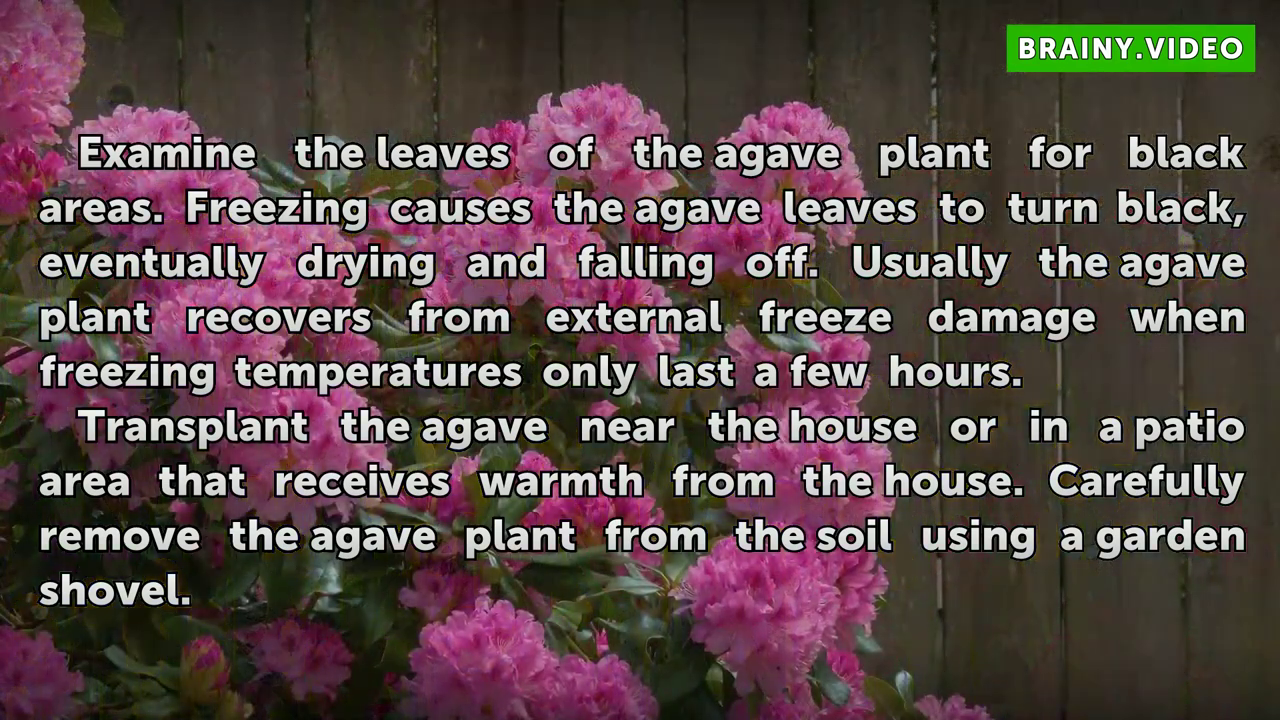 BRAINY.VIDEO
Examine the leaves of the agave plant for black
areas. Freezing causes the agave leaves to turn black,
eventually drying and falling off. Usually the agave
plant recovers from external freeze damage when
freezing temperatures only last a few hours.
Transplant the agave near the house or in a patio
area that receives warmth from the house. Carefully
remove the agave plant from the soil using a garden
shovel.